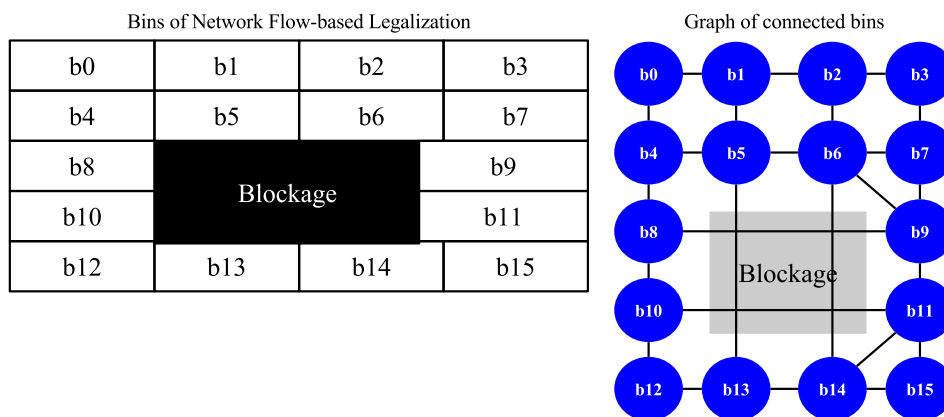 Bins of Network Flow-based Legalization
b0 b1 b2 b3
b4 b5 b6 b7
b8 b9
Blockage
b10 b11
b12 b13 b14 b15
Graph of connected bins
b0 b1 b2 b3
b4 b5 b6 b7
b8 b9
Blockage
b10 b11
b12 b13 b14 b15